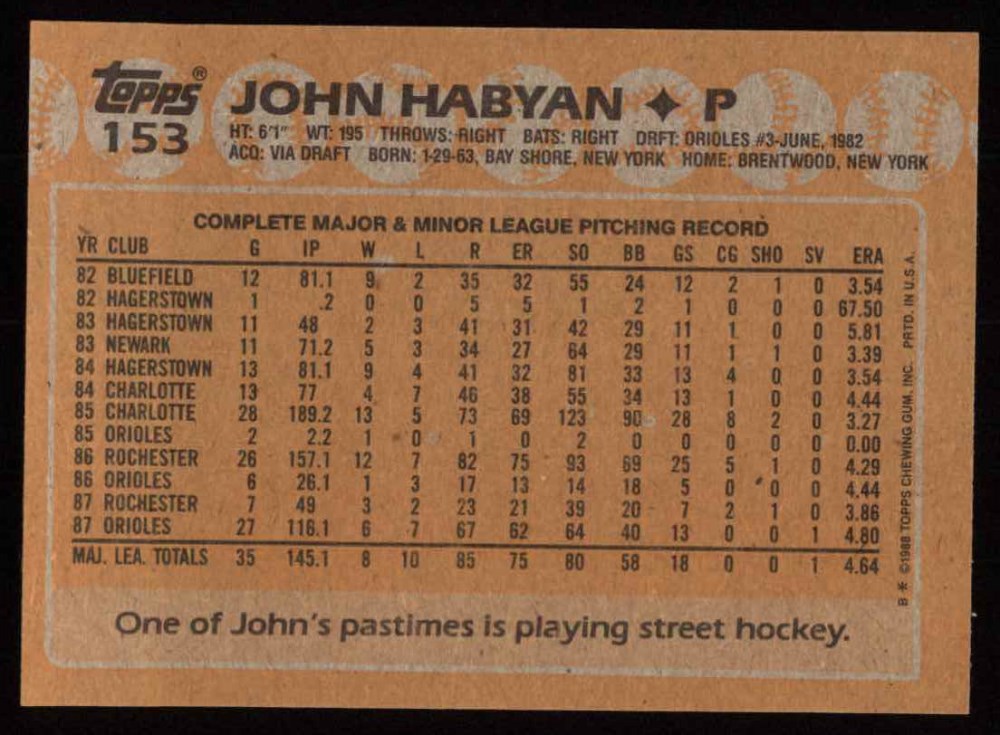 topps®
153
JOHN HABYAN ✦ P
HT: 6'1" WT: 195 THROWS: RIGHT BATS: RIGHT DRFT: ORIOLES #3-JUNE, 1982
ACQ: VIA DRAFT BORN: 1-29-63, BAY SHORE, NEW YORK HOME: BRENTWOOD, NEW YORK
COMPLETE MAJOR & MINOR LEAGUE PITCHING RECORD
YR CLUB G IP W L R ER SO BB GS CG SHO SV ERA
82 BLUEFIELD 12 81.1 9 2 35 32 55 24 12 2 1 0 3.54
82 HAGERSTOWN 1 .2 0 0 5 5 1 2 1 0 0 0 67.50
83 HAGERSTOWN 11 48 2 3 41 31 42 29 11 1 0 0 5.81
83 NEWARK 11 71.2 5 3 34 27 64 29 11 1 1 0 3.39
84 HAGERSTOWN 13 81.1 9 4 41 32 81 33 13 4 0 0 3.54
84 CHARLOTTE 13 77 4 7 46 38 55 34 13 1 0 0 4.44
85 CHARLOTTE 28 189.2 13 5 73 69 123 90 28 8 2 0 3.27
85 ORIOLES 2 2.2 1 0 1 0 2 0 0 0 0 0 0.00
86 ROCHESTER 26 157.1 12 7 82 75 93 69 25 5 1 0 4.29
86 ORIOLES 6 26.1 1 3 17 13 14 18 5 0 0 0 4.44
87 ROCHESTER 7 49 3 2 23 21 39 20 7 2 1 0 3.86
87 ORIOLES 27 116.1 6 7 67 62 64 40 13 0 0 1 4.80
MAJ. LEA. TOTALS 35 145.1 8 10 85 75 80 58 18 0 0 1 4.64
One of John's pastimes is playing street hockey.
B ** ©1988 TOPPS CHEWING GUM, INC. PRTD. IN U.S.A.